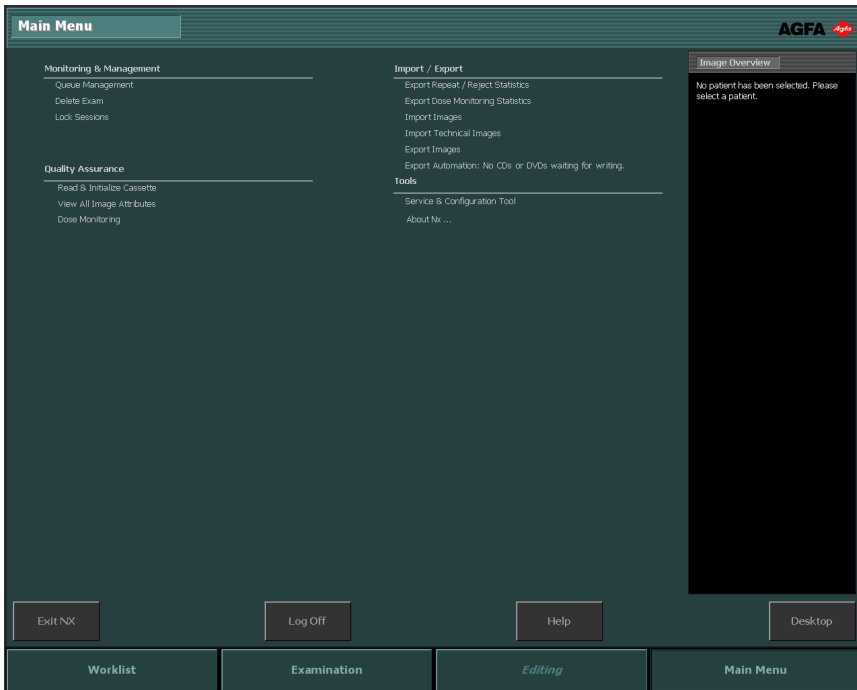 Main Menu
AGFA Agfa
Monitoring & Management
Queue Management
Delete Exam
Lock Sessions
Quality Assurance
Read & Initialize Cassette
View All Image Attributes
Dose Monitoring
Import / Export
Export Repeat / Reject Statistics
Export Dose Monitoring Statistics
Import Images
Import Technical Images
Export Images
Export Automation: No CDs or DVDs waiting for writing.
Tools
Service & Configuration Tool
About Nx ...
Image Overview
No patient has been selected. Please
select a patient.
Exit NX
Log Off
Help
Desktop
Worklist
Examination
Editing
Main Menu